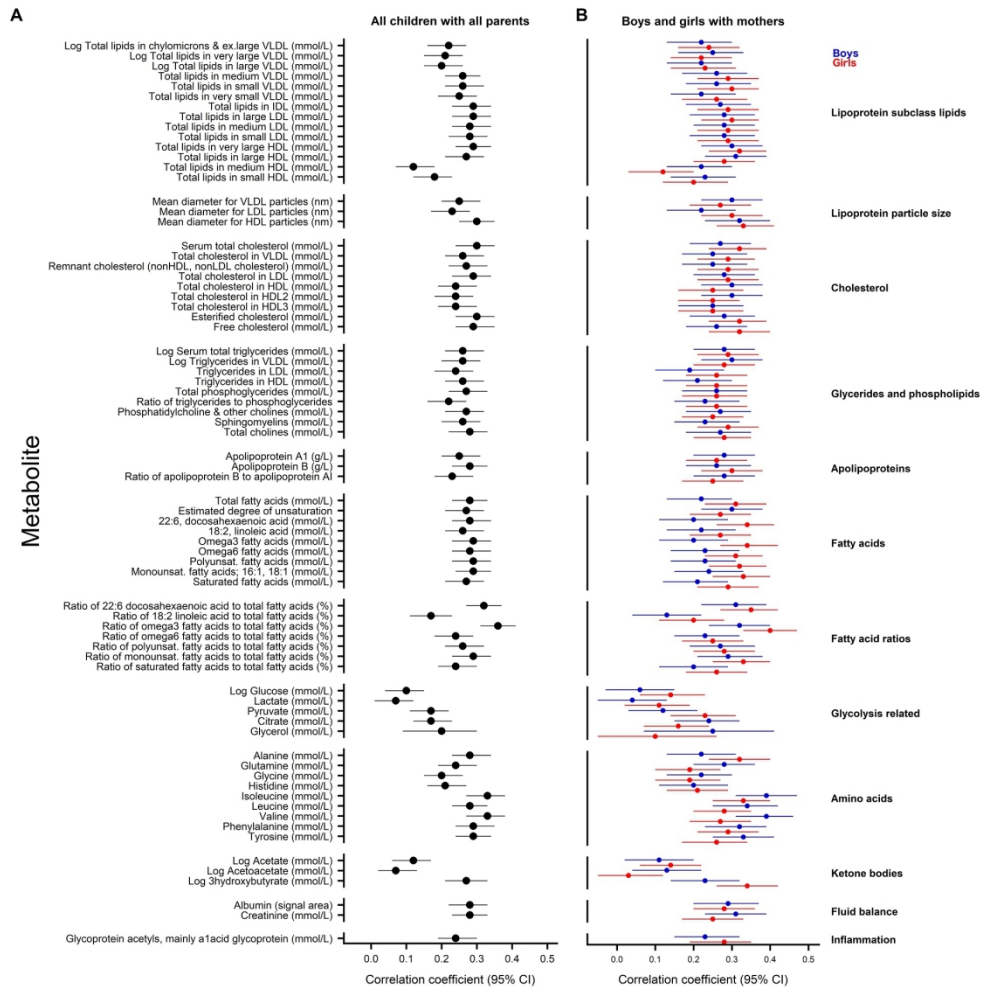 A
All children with all parents
B
Boys and girls with mothers
Metabolite
Log Total lipids in chylomicrons & ex.large VLDL (mmol/L)
Log Total lipids in very large VLDL (mmol/L)
Log Total lipids in large VLDL (mmol/L)
Total lipids in medium VLDL (mmol/L)
Total lipids in small VLDL (mmol/L)
Total lipids in very small VLDL (mmol/L)
Total lipids in IDL (mmol/L)
Total lipids in large LDL (mmol/L)
Total lipids in medium LDL (mmol/L)
Total lipids in small LDL (mmol/L)
Total lipids in very large HDL (mmol/L)
Total lipids in large HDL (mmol/L)
Total lipids in medium HDL (mmol/L)
Total lipids in small HDL (mmol/L)
Boys
Girls
Lipoprotein subclass lipids
Mean diameter for VLDL particles (nm)
Mean diameter for LDL particles (nm)
Mean diameter for HDL particles (nm)
Lipoprotein particle size
Serum total cholesterol (mmol/L)
Total cholesterol in VLDL (mmol/L)
Remnant cholesterol (nonHDL, nonLDL cholesterol) (mmol/L)
Total cholesterol in LDL (mmol/L)
Total cholesterol in HDL (mmol/L)
Total cholesterol in HDL2 (mmol/L)
Total cholesterol in HDL3 (mmol/L)
Esterified cholesterol (mmol/L)
Free cholesterol (mmol/L)
Cholesterol
Log Serum total triglycerides (mmol/L)
Log Triglycerides in VLDL (mmol/L)
Triglycerides in LDL (mmol/L)
Triglycerides in HDL (mmol/L)
Total phosphoglycerides (mmol/L)
Ratio of triglycerides to phosphoglycerides
Phosphatidylcholine & other cholines (mmol/L)
Sphingomyelins (mmol/L)
Total cholines (mmol/L)
Glycerides and phospholipids
Apolipoprotein A1 (g/L)
Apolipoprotein B (g/L)
Ratio of apolipoprotein B to apolipoprotein AI
Apolipoproteins
Total fatty acids (mmol/L)
Estimated degree of unsaturation
22:6, docosahexaenoic acid (mmol/L)
18:2, linoleic acid (mmol/L)
Omega3 fatty acids (mmol/L)
Omega6 fatty acids (mmol/L)
Polyunsat. fatty acids (mmol/L)
Monounsat. fatty acids; 16:1, 18:1 (mmol/L)
Saturated fatty acids (mmol/L)
Fatty acids
Ratio of 22:6 docosahexaenoic acid to total fatty acids (%)
Ratio of 18:2 linoleic acid to total fatty acids (%)
Ratio of omega3 fatty acids to total fatty acids (%)
Ratio of omega6 fatty acids to total fatty acids (%)
Ratio of polyunsat. fatty acids to total fatty acids (%)
Ratio of monounsat. fatty acids to total fatty acids (%)
Ratio of saturated fatty acids to total fatty acids (%)
Fatty acid ratios
Log Glucose (mmol/L)
Lactate (mmol/L)
Pyruvate (mmol/L)
Citrate (mmol/L)
Glycerol (mmol/L)
Glycolysis related
Alanine (mmol/L)
Glutamine (mmol/L)
Glycine (mmol/L)
Histidine (mmol/L)
Isoleucine (mmol/L)
Leucine (mmol/L)
Valine (mmol/L)
Phenylalanine (mmol/L)
Tyrosine (mmol/L)
Amino acids
Log Acetate (mmol/L)
Log Acetoacetate (mmol/L)
Log 3hydroxybutyrate (mmol/L)
Ketone bodies
Albumin (signal area)
Creatinine (mmol/L)
Fluid balance
Glycoprotein acetyls, mainly a1acid glycoprotein (mmol/L)
Inflammation
0.0 0.1 0.2 0.3 0.4 0.5
0.0 0.1 0.2 0.3 0.4 0.5
Correlation coefficient (95% CI)
Correlation coefficient (95% CI)